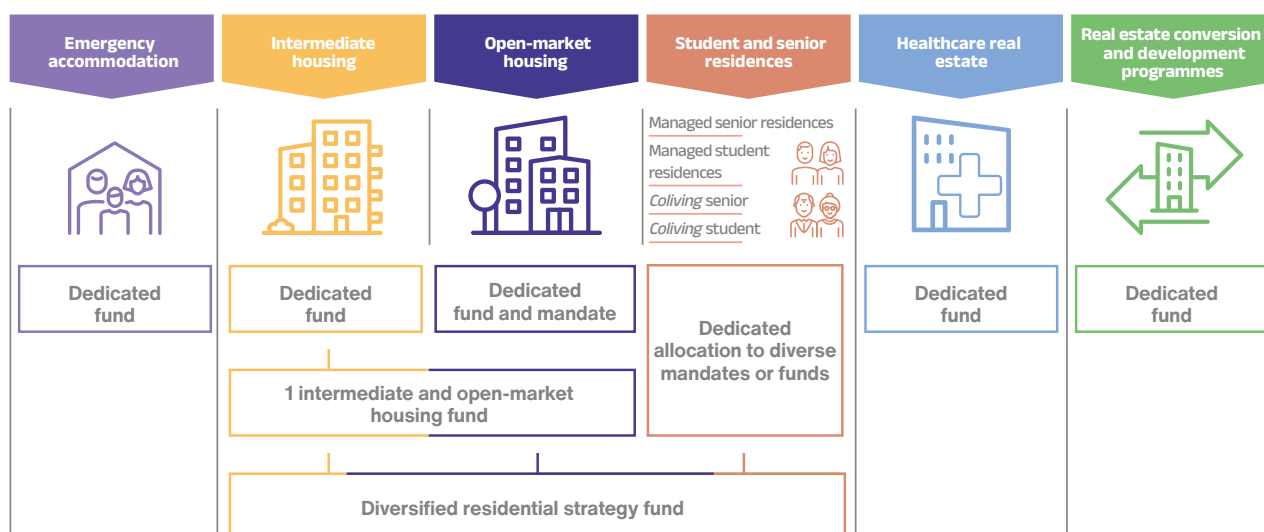 Emergency
accommodation
Intermediate
housing
Open-market
housing
Student and senior
residences
Healthcare real
estate
Real estate conversion
and development
programmes
Managed senior residences
Managed student
residences
Coliving senior
Coliving student
Dedicated
fund
Dedicated
fund
Dedicated
fund and mandate
Dedicated
allocation to diverse
mandates or funds
Dedicated
fund
Dedicated
fund
1 intermediate and open-market
housing fund
Diversified residential strategy fund